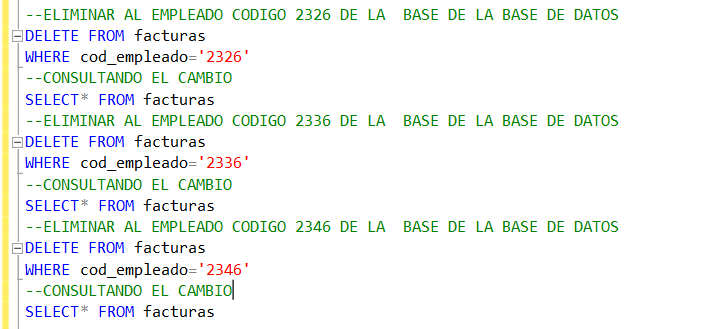 --ELIMINAR AL EMPLEADO CODIGO 2326 DE LA  BASE DE LA BASE DE DATOS
DELETE FROM facturas
WHERE cod_empleado='2326'
--CONSULTANDO EL CAMBIO
SELECT* FROM facturas
--ELIMINAR AL EMPLEADO CODIGO 2336 DE LA  BASE DE LA BASE DE DATOS
DELETE FROM facturas
WHERE cod_empleado='2336'
--CONSULTANDO EL CAMBIO
SELECT* FROM facturas
--ELIMINAR AL EMPLEADO CODIGO 2346 DE LA  BASE DE LA BASE DE DATOS
DELETE FROM facturas
WHERE cod_empleado='2346'
--CONSULTANDO EL CAMBIO
SELECT* FROM facturas